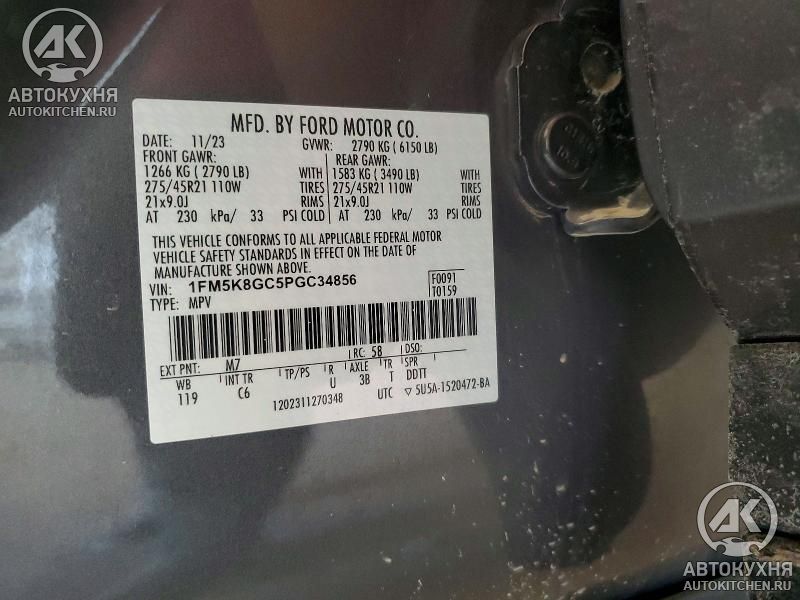 АК
АВТОКУХНЯ
AUTOKITCHEN.RU
MFD. BY FORD MOTOR CO.
DATE: 11/23 GVWR: 2790 KG ( 6150 LB)
FRONT GAWR: REAR GAWR:
1266 KG ( 2790 LB) WITH 1583 KG ( 3490 LB) WITH
275/45R21 110W TIRES 275/45R21 110W TIRES
21x9.0J RIMS 21x9.0J RIMS
AT 230 kPa/ 33 PSI COLD AT 230 kPa/ 33 PSI COLD
THIS VEHICLE CONFORMS TO ALL APPLICABLE FEDERAL MOTOR
VEHICLE SAFETY STANDARDS IN EFFECT ON THE DATE OF
MANUFACTURE SHOWN ABOVE.
VIN: 1FM5K8GC5PGC34856 F0091
TYPE: MPV T0159
EXT PNT: M7 RC: 58 DSO:
WB INT TR TP/PS R AXLE TR SPR
119 C6 U 3B T DDTT
1202311270348 UTC ▽ 5U5A-1520472-BA
АК
АВТОКУХНЯ
AUTOKITCHEN.RU